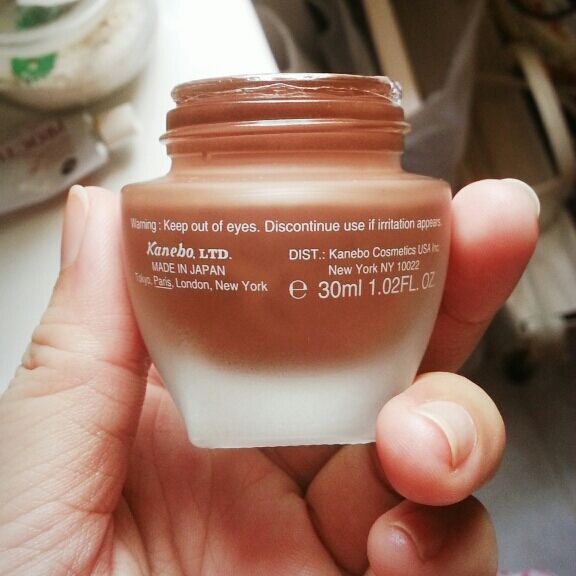 Warning : Keep out of eyes. Discontinue use if irritation appears.
Kanebo, LTD.
MADE IN JAPAN
Tokyo, Paris, London, New York
DIST.: Kanebo Cosmetics USA Inc.
New York NY 10022
℮ 30ml 1.02FL. OZ